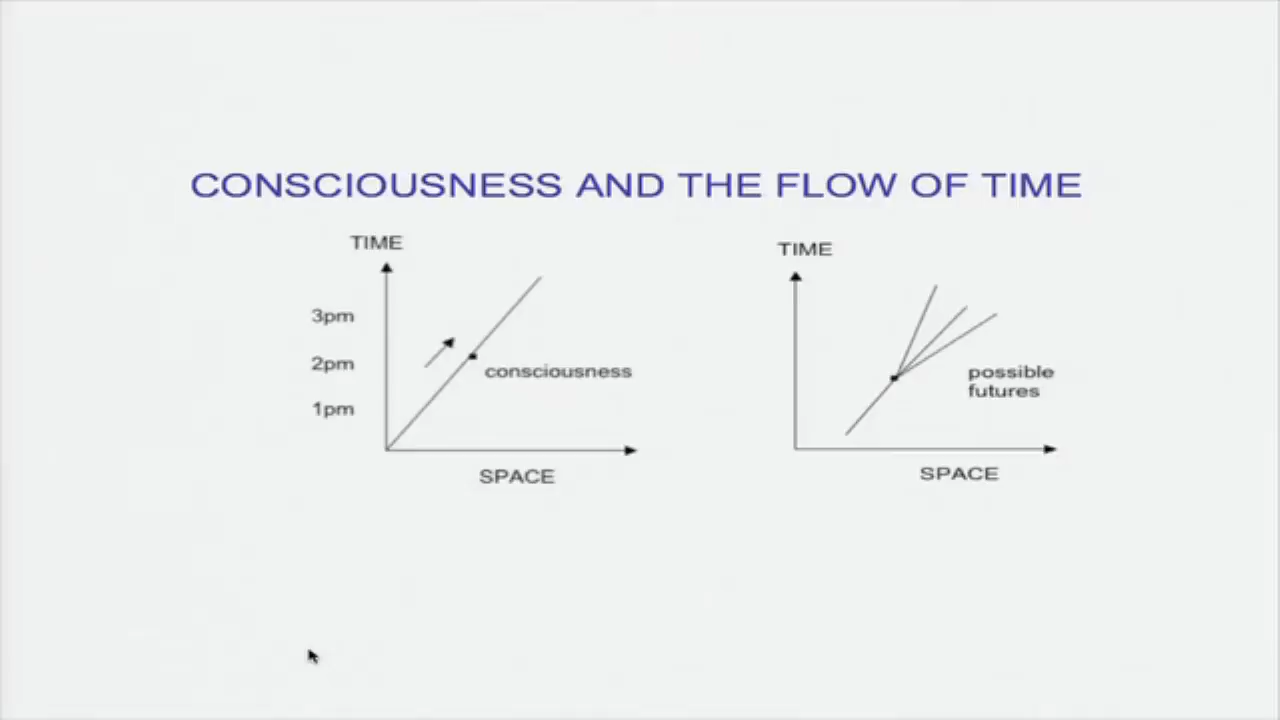 CONSCIOUSNESS AND THE FLOW OF TIME
TIME
3pm
2pm
1pm
consciousness
SPACE
TIME
possible
futures
SPACE